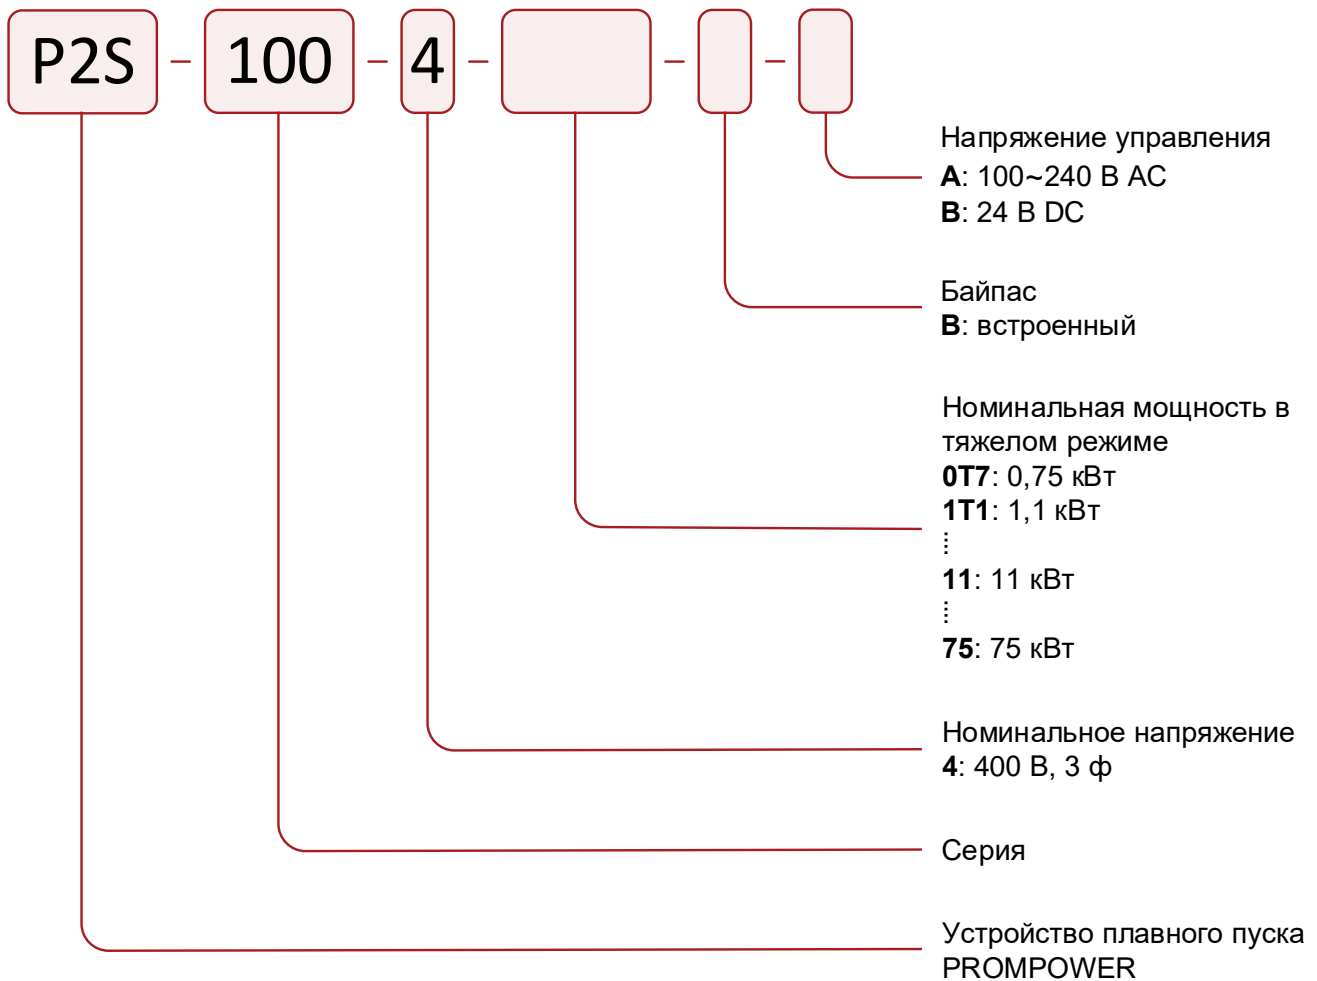 P2S - 100 - 4 - - -
Напряжение управления
A: 100~240 В AC
B: 24 В DC
Байпас
B: встроенный
Номинальная мощность в
тяжелом режиме
0T7: 0,75 кВт
1T1: 1,1 кВт
⁞
11: 11 кВт
⁞
75: 75 кВт
Номинальное напряжение
4: 400 В, 3 ф
Серия
Устройство плавного пуска
PROMPOWER